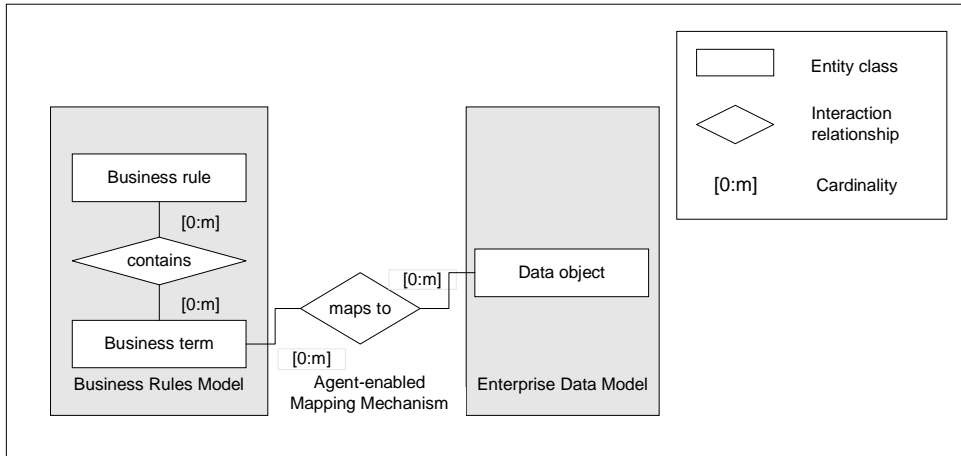 Business rule
[0:m]
contains
[0:m]
Business term
Business Rules Model
[0:m]
maps to
[0:m]
Agent-enabled
Mapping Mechanism
Data object
Enterprise Data Model
Entity class
Interaction
relationship
[0:m]
Cardinality